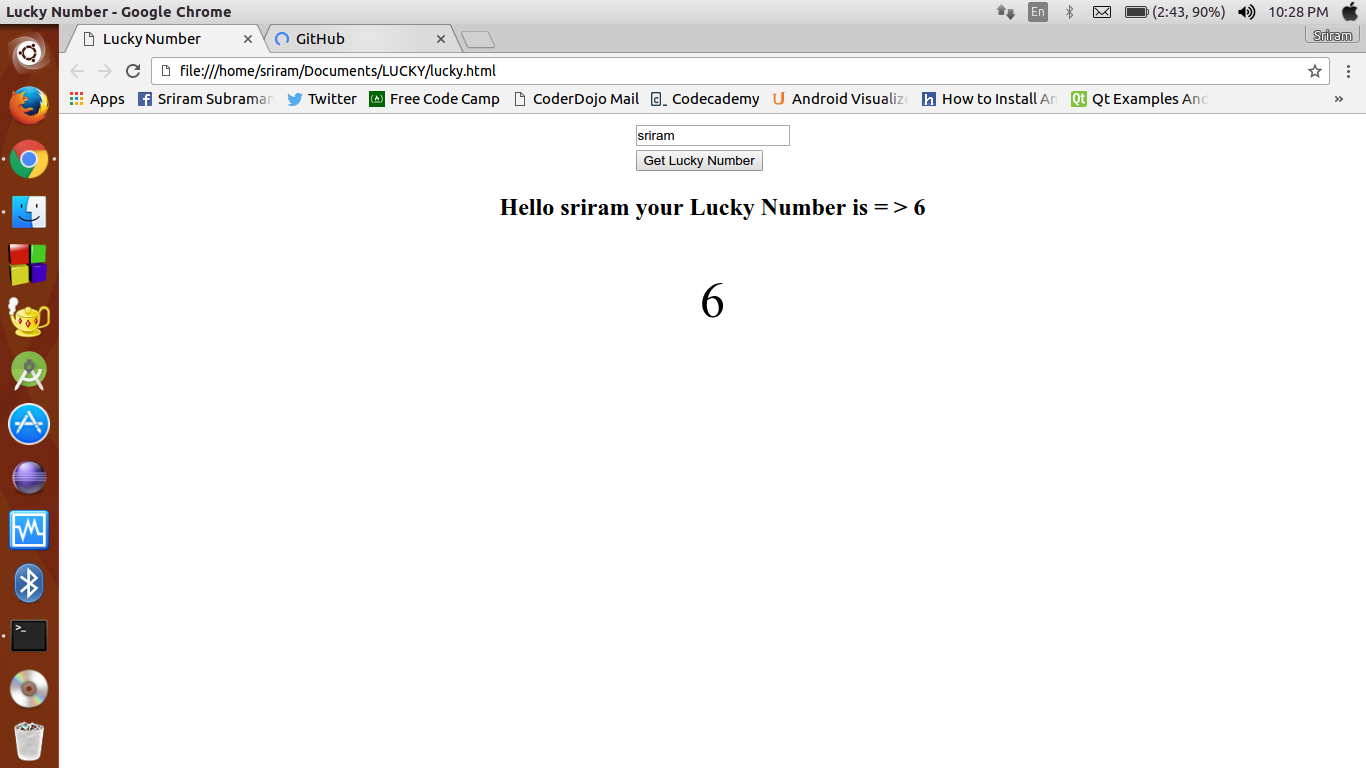 Lucky Number - Google Chrome
En (2:43, 90%) 10:28 PM
Lucky Number GitHub Sriram
file:///home/sriram/Documents/LUCKY/lucky.html
Apps Sriram Subraman Twitter Free Code Camp CoderDojo Mail Codecademy Android Visualiz How to Install An Qt Examples And »
sriram
Get Lucky Number
Hello sriram your Lucky Number is = > 6
6